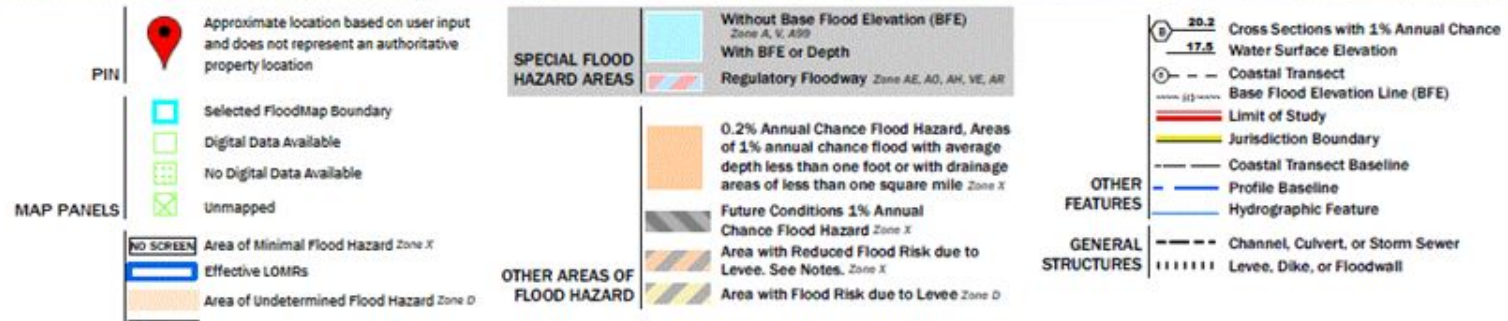 PIN
Approximate location based on user input
and does not represent an authoritative
property location
MAP PANELS
Selected FloodMap Boundary
Digital Data Available
No Digital Data Available
Unmapped
NO SCREEN Area of Minimal Flood Hazard Zone X
Effective LOMRs
Area of Undetermined Flood Hazard Zone D
SPECIAL FLOOD
HAZARD AREAS
Without Base Flood Elevation (BFE)
Zone A, V, A99
With BFE or Depth
Regulatory Floodway Zone AE, AO, AH, VE, AR
OTHER AREAS OF
FLOOD HAZARD
0.2% Annual Chance Flood Hazard, Areas
of 1% annual chance flood with average
depth less than one foot or with drainage
areas of less than one square mile Zone X
Future Conditions 1% Annual
Chance Flood Hazard Zone X
Area with Reduced Flood Risk due to
Levee. See Notes. Zone X
Area with Flood Risk due to Levee Zone D
OTHER
FEATURES
20.2 Cross Sections with 1% Annual Chance
17.5 Water Surface Elevation
Coastal Transect
Base Flood Elevation Line (BFE)
Limit of Study
Jurisdiction Boundary
Coastal Transect Baseline
Profile Baseline
Hydrographic Feature
GENERAL
STRUCTURES
Channel, Culvert, or Storm Sewer
Levee, Dike, or Floodwall